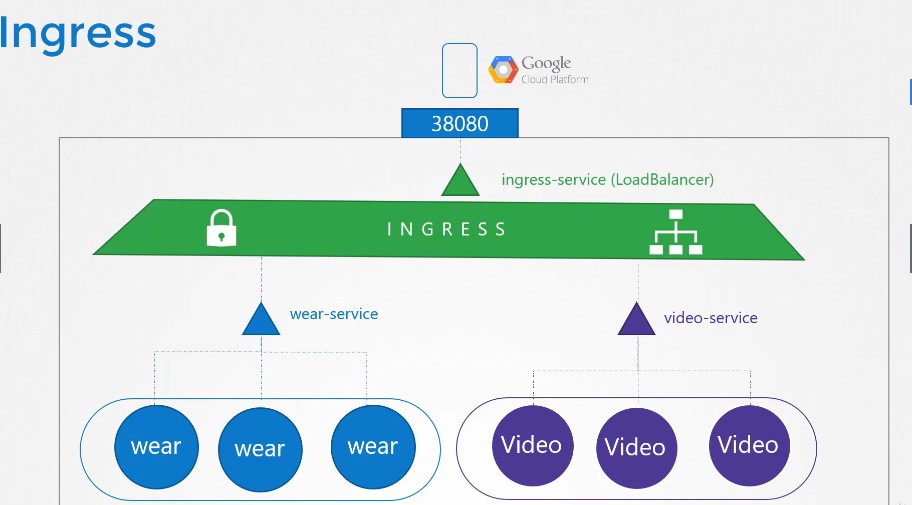 Ingress
Google
Cloud Platform
38080
ingress-service (LoadBalancer)
INGRESS
wear-service
video-service
wear
wear
wear
Video
Video
Video